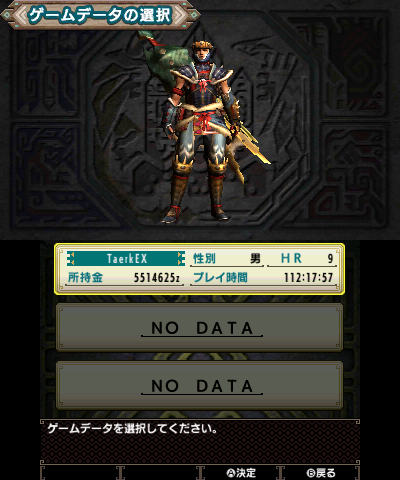 ゲームデータの選択
TaerkEX 性別 男 HR 9
所持金 5514625z プレイ時間 112:17:57
NO DATA
NO DATA
ゲームデータを選択してください。
A決定 B戻る